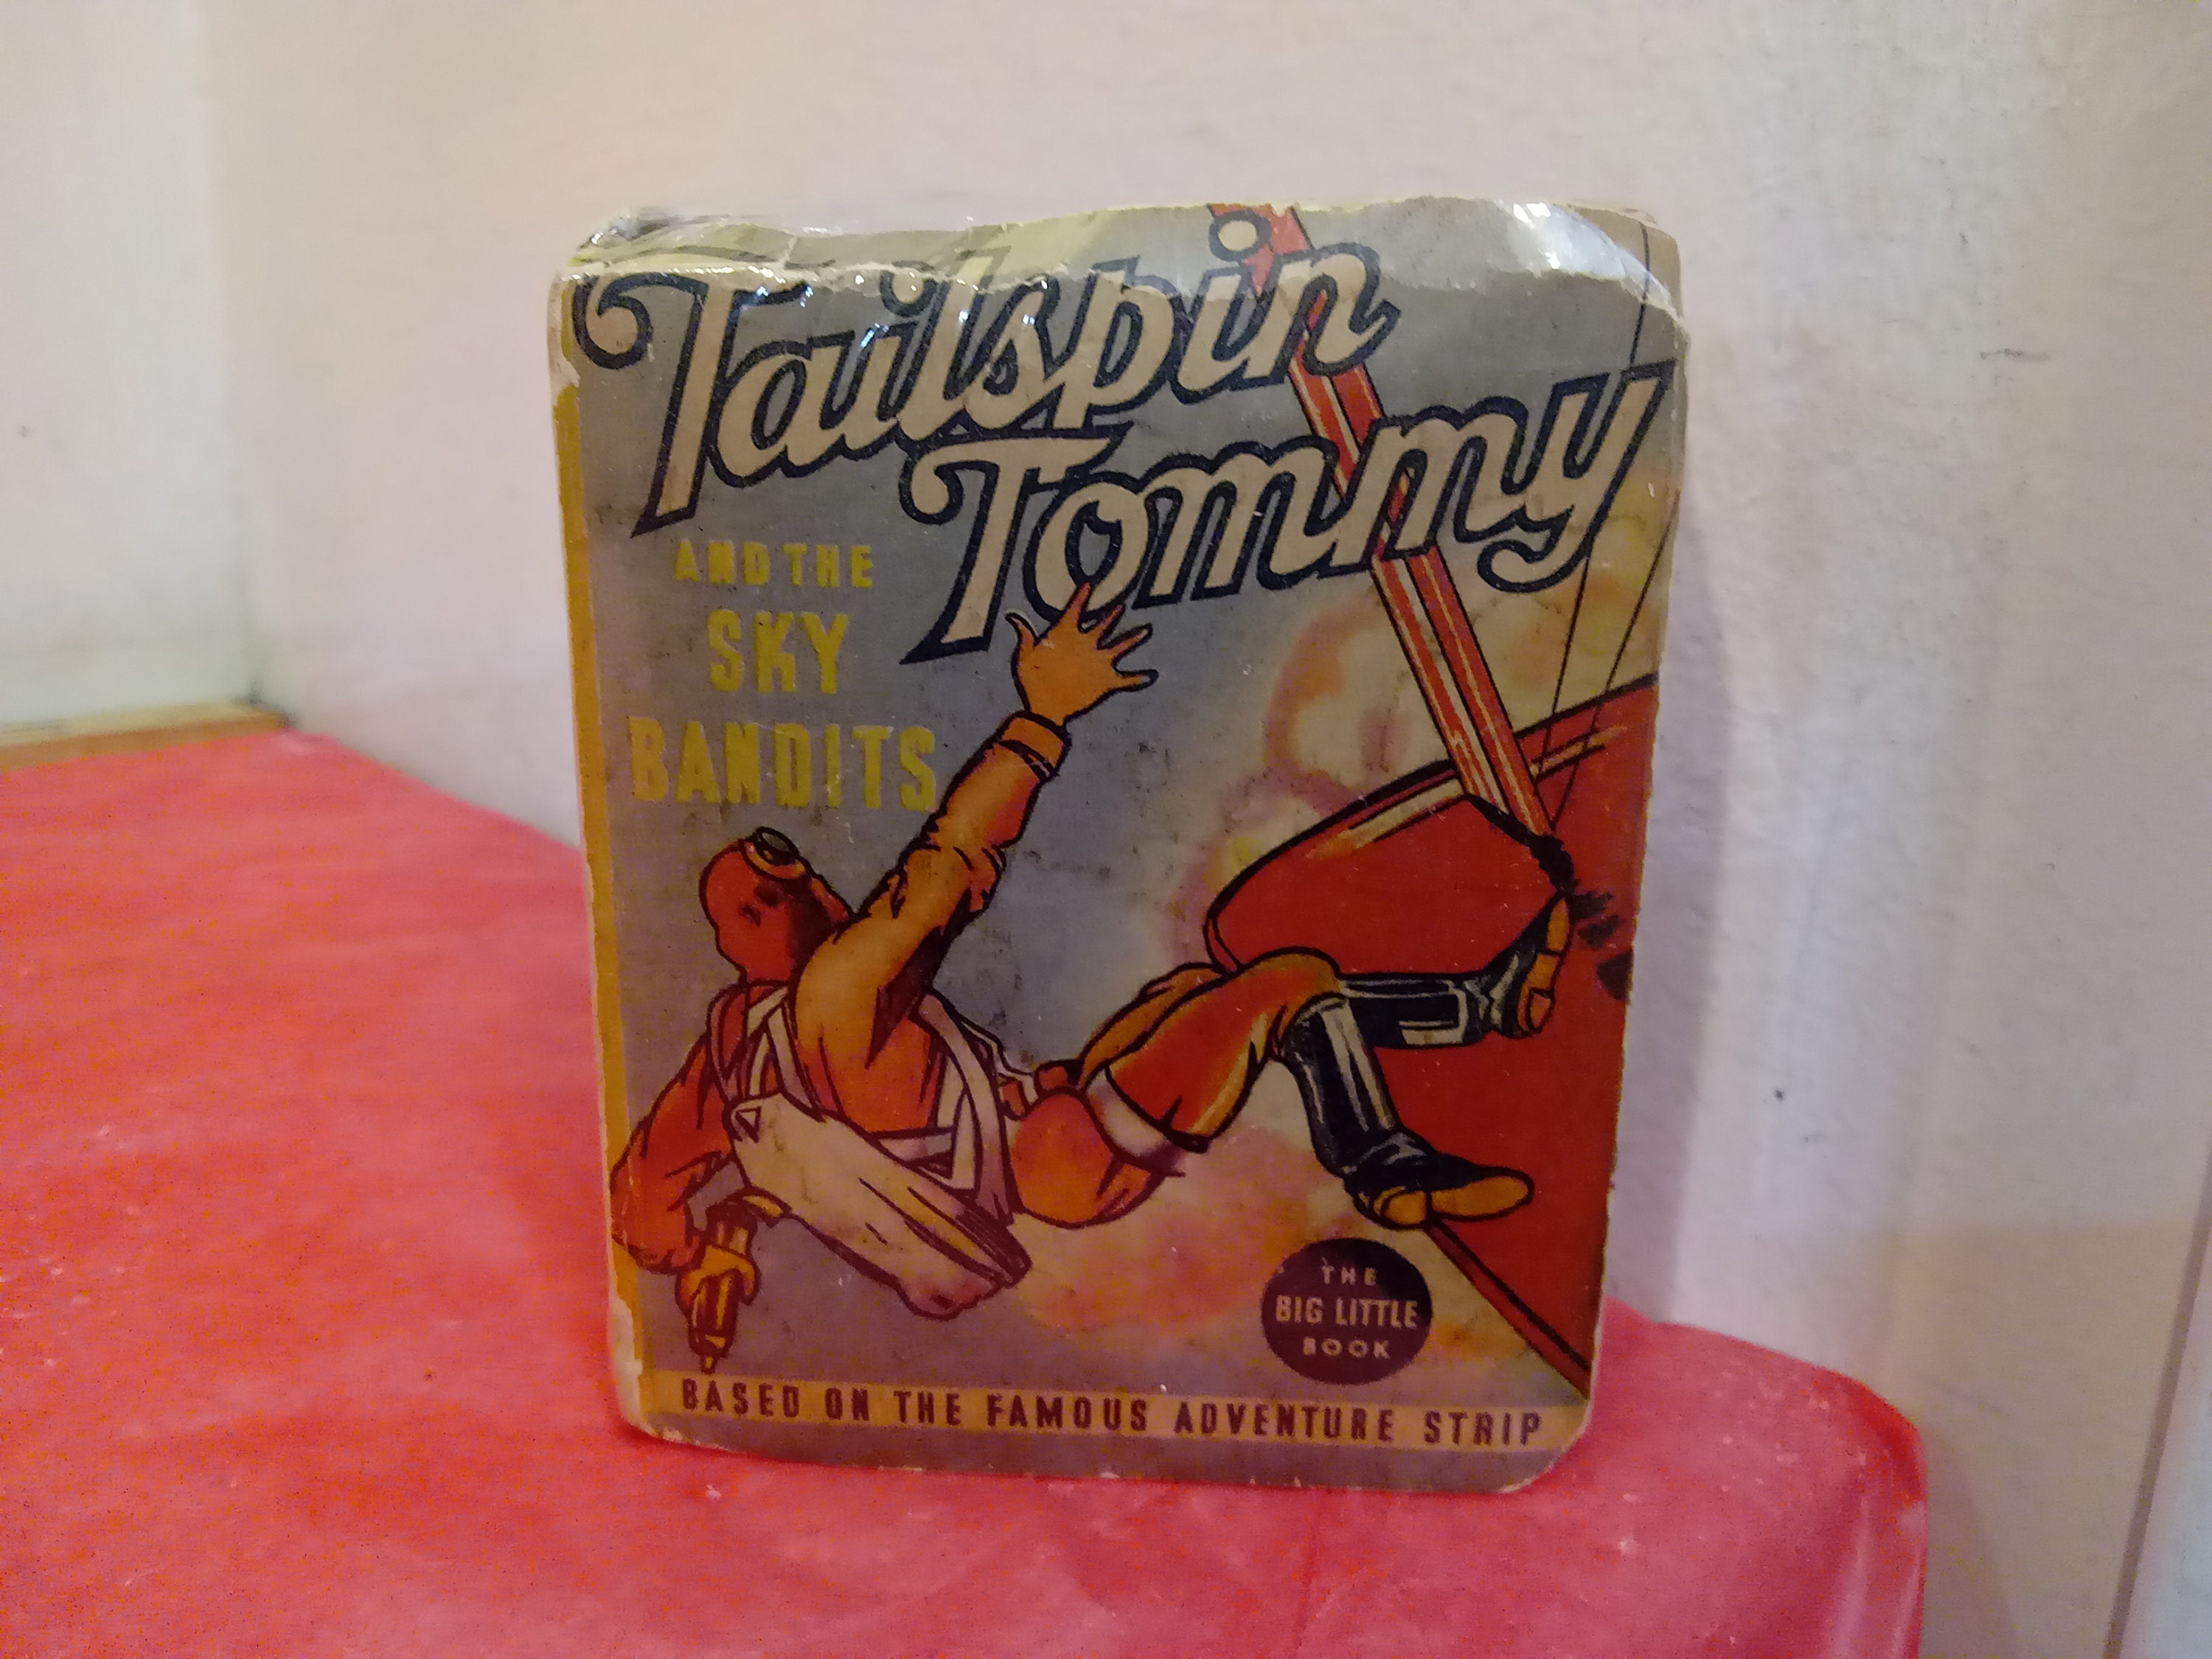 Tailspin
Tommy
AND THE
SKY
BANDITS
THE
BIG LITTLE
BOOK
BASED ON THE FAMOUS ADVENTURE STRIP